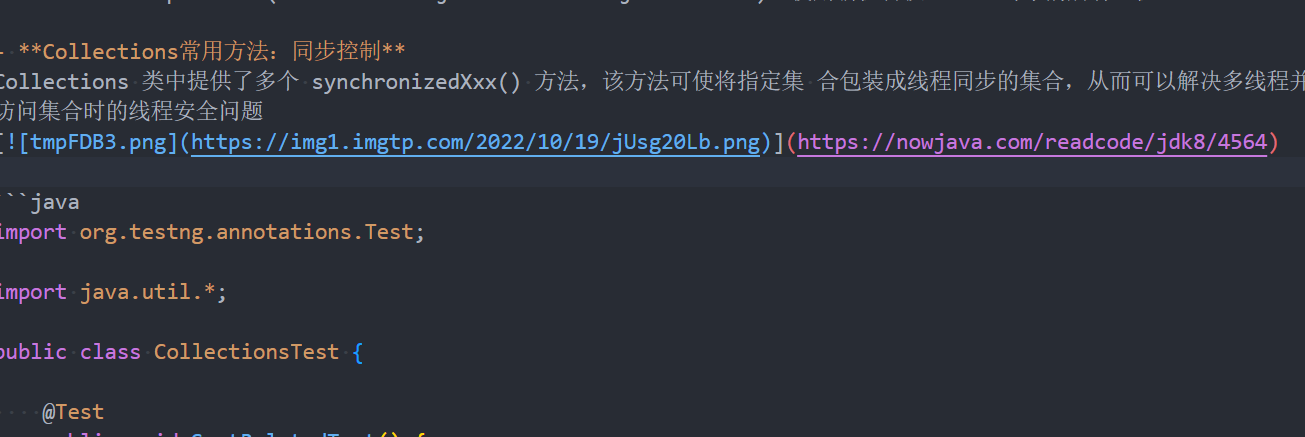 - **Collections常用方法：同步控制**
Collections 类中提供了多个 synchronizedXxx() 方法，该方法可使将指定集 合包装成线程同步的集合，从而可以解决多线程并
访问集合时的线程安全问题
[![tmpFDB3.png](https://img1.imgtp.com/2022/10/19/jUsg20Lb.png)](https://nowjava.com/readcode/jdk8/4564)
```java
import org.testng.annotations.Test;
import java.util.*;
public class CollectionsTest {
@Test